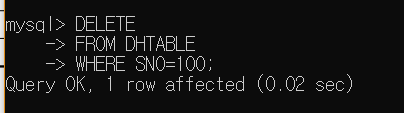 mysql> DELETE
-> FROM DHTABLE
-> WHERE SNO=100;
Query OK, 1 row affected (0.02 sec)